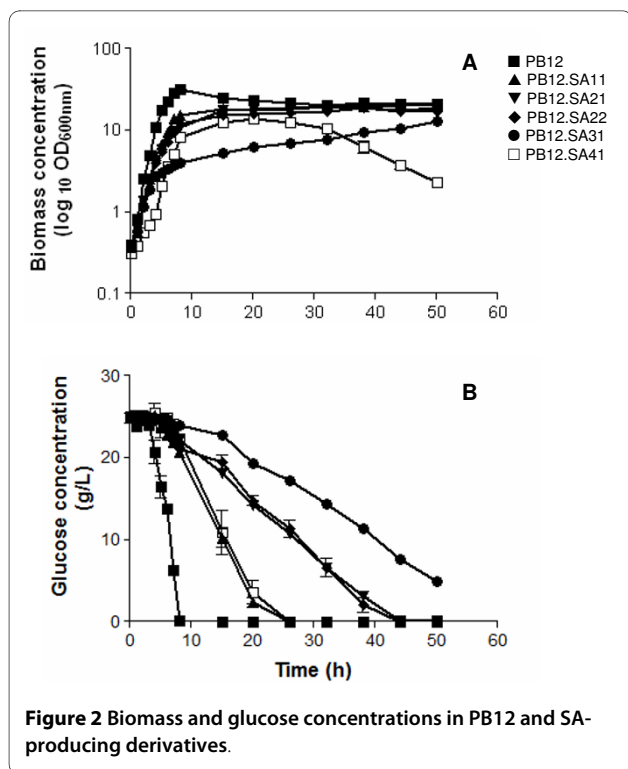 A
100
10
1
0.1
Biomass concentration
(log 10 OD600nm)
0 10 20 30 40 50 60
PB12
PB12.SA11
PB12.SA21
PB12.SA22
PB12.SA31
PB12.SA41
B
30
20
10
0
Glucose concentration
(g/L)
0 10 20 30 40 50 60
Time (h)
Figure 2 Biomass and glucose concentrations in PB12 and SA-
producing derivatives.